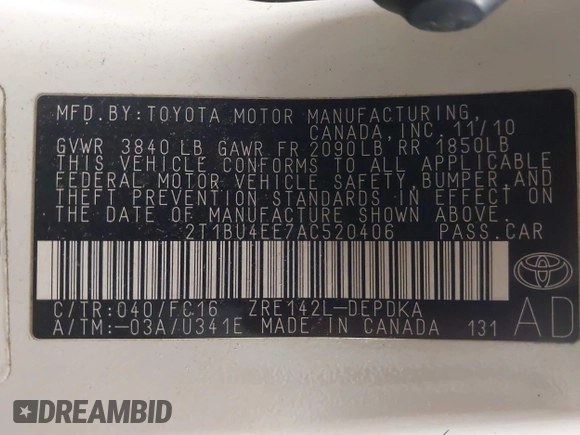 MFD.BY:TOYOTA MOTOR MANUFACTURING,
CANADA,INC. 11/10
GVWR 3840LB GAWR FR 2090LB RR 1850LB
THIS VEHICLE CONFORMS TO ALL APPLICABLE
FEDERAL MOTOR VEHICLE SAFETY,BUMPER,AND
THEFT PREVENTION STANDARDS IN EFFECT ON
THE DATE OF MANUFACTURE SHOWN ABOVE.
2T1BU4EE7AC520406 PASS.CAR
C/TR:040/FC16 ZRE142L-DEPDKA
A/TM:-03A/U341E MADE IN CANADA 131
AD
DREAMBID